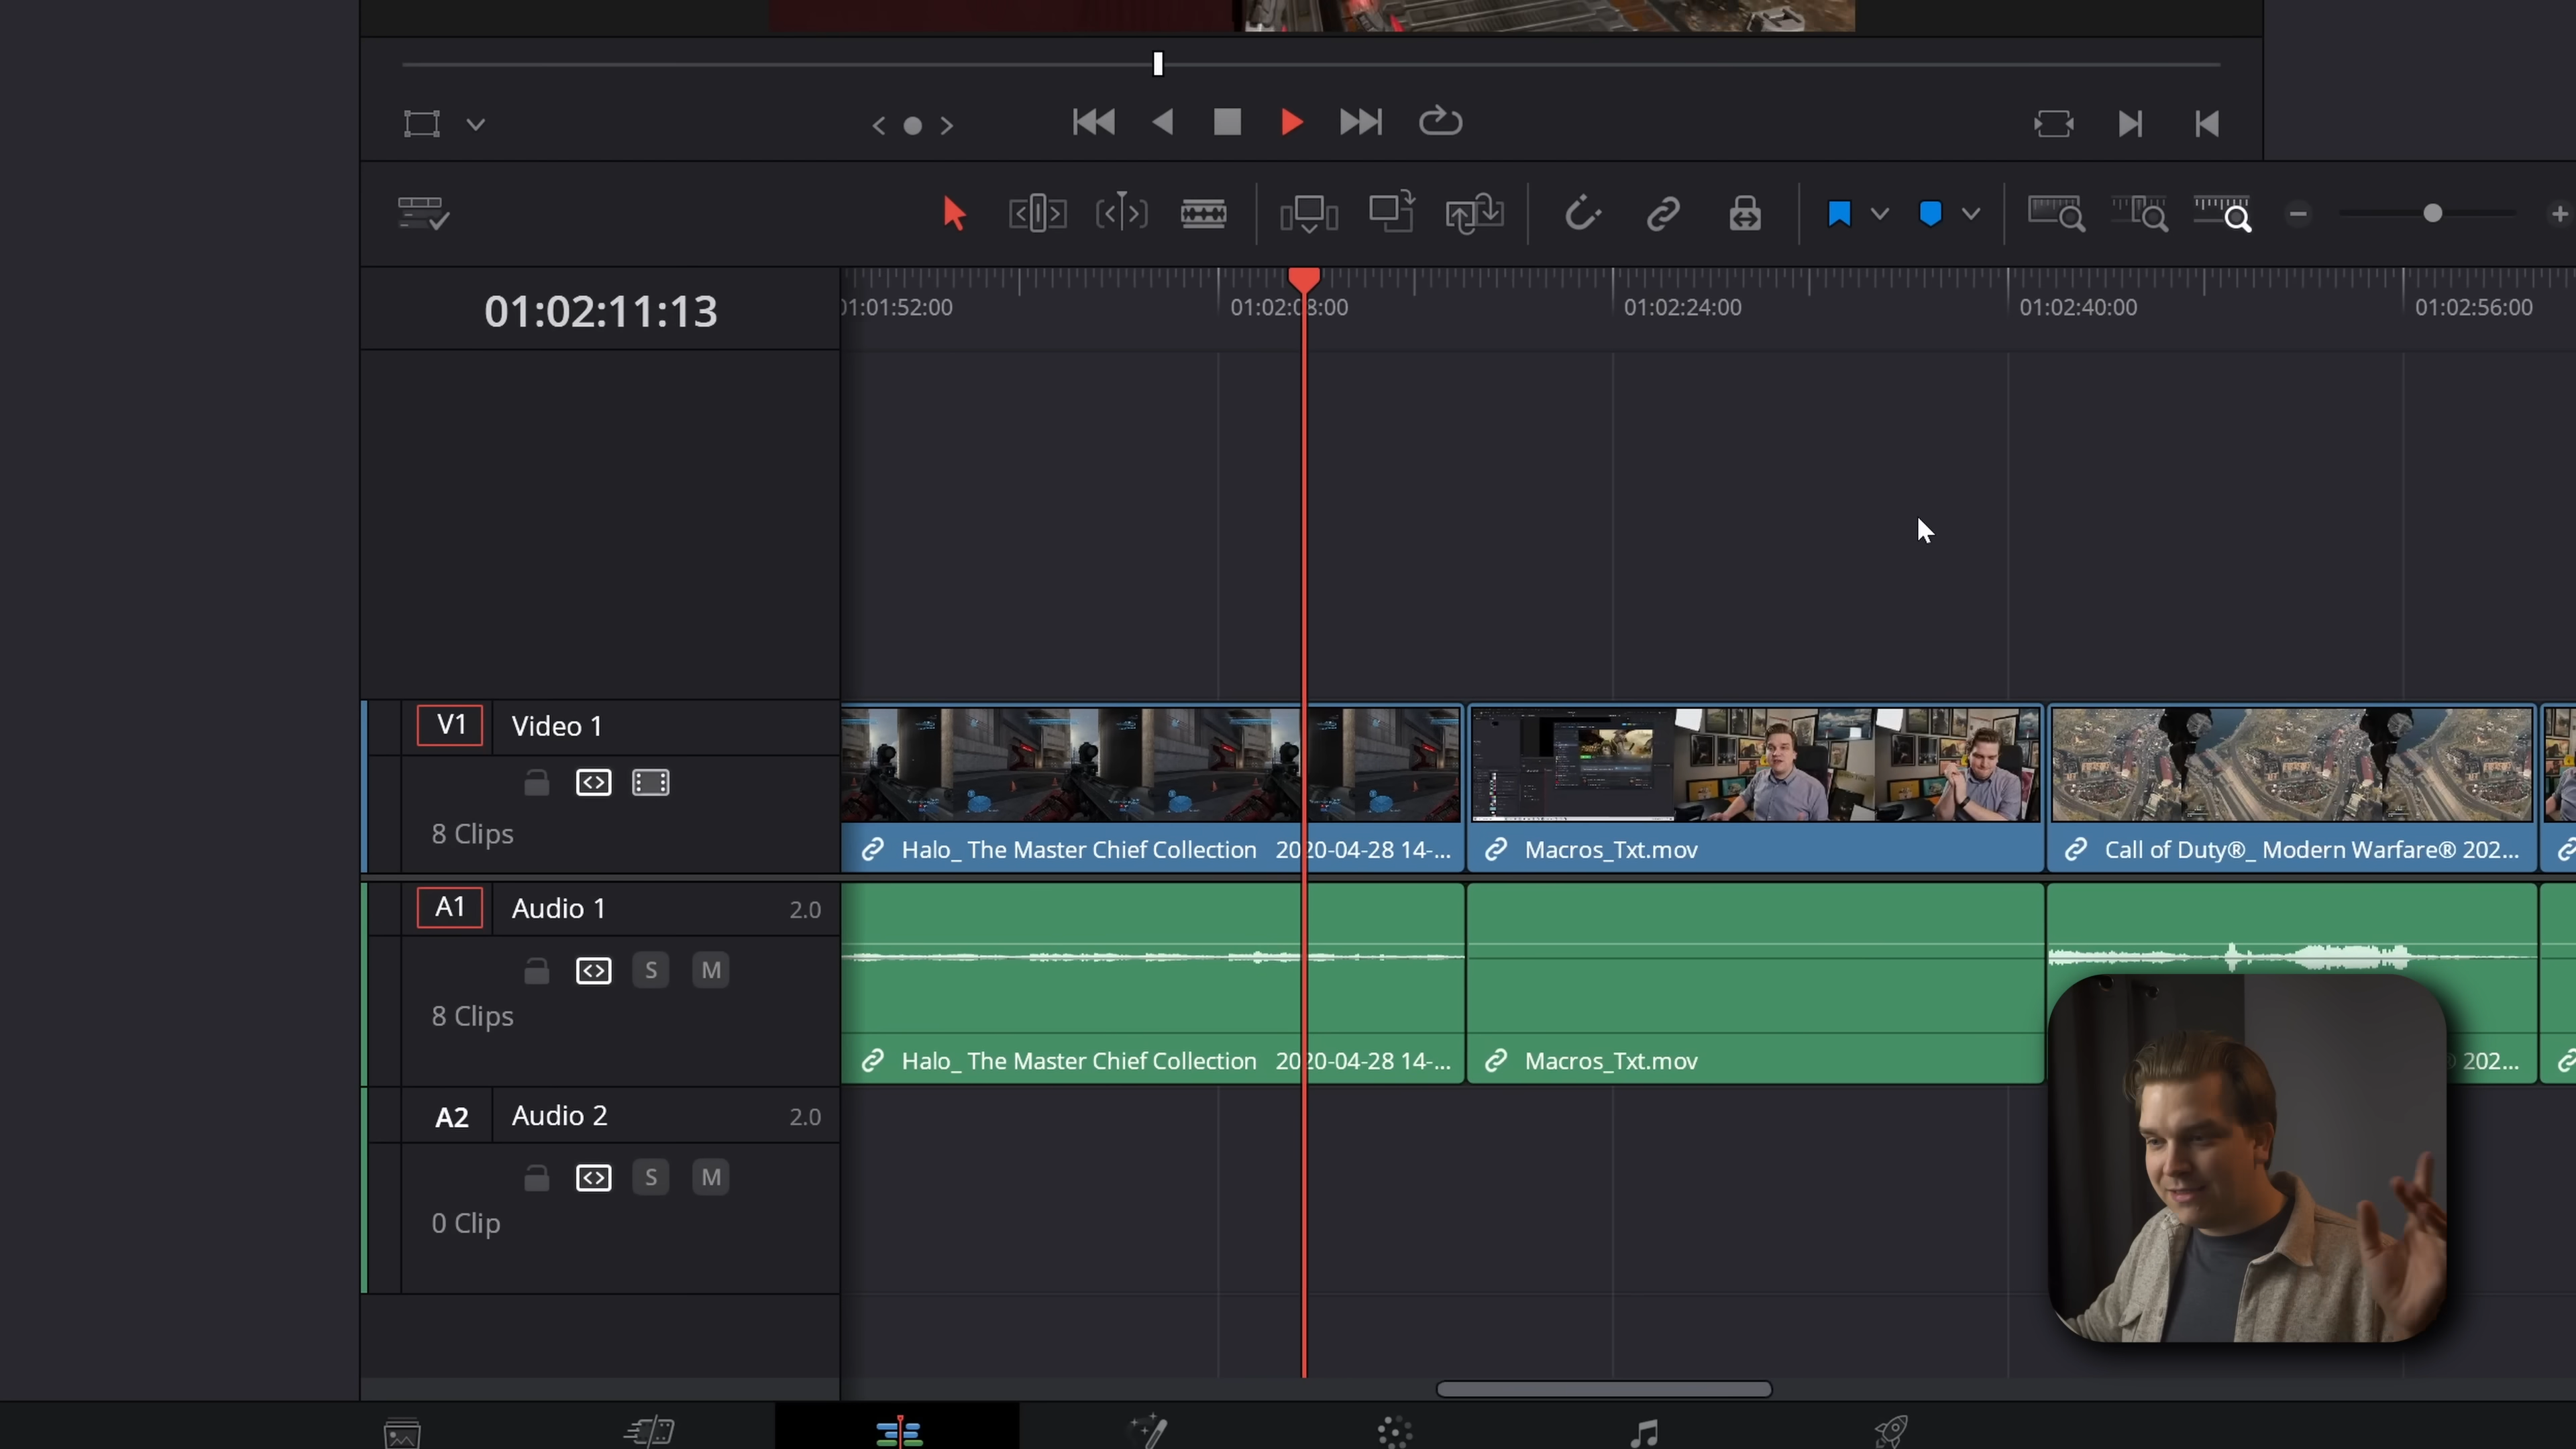 01:02:11:13
01:01:52:00
01:02:08:00
01:02:24:00
01:02:40:00
01:02:56:00
V1 Video 1
8 Clips
Halo_ The Master Chief Collection 2020-04-28 14-...
Macros_Txt.mov
Call of Duty®_ Modern Warfare® 202...
A1 Audio 1 2.0
S M
8 Clips
Halo_ The Master Chief Collection 2020-04-28 14-...
Macros_Txt.mov
202...
A2 Audio 2 2.0
S M
0 Clip